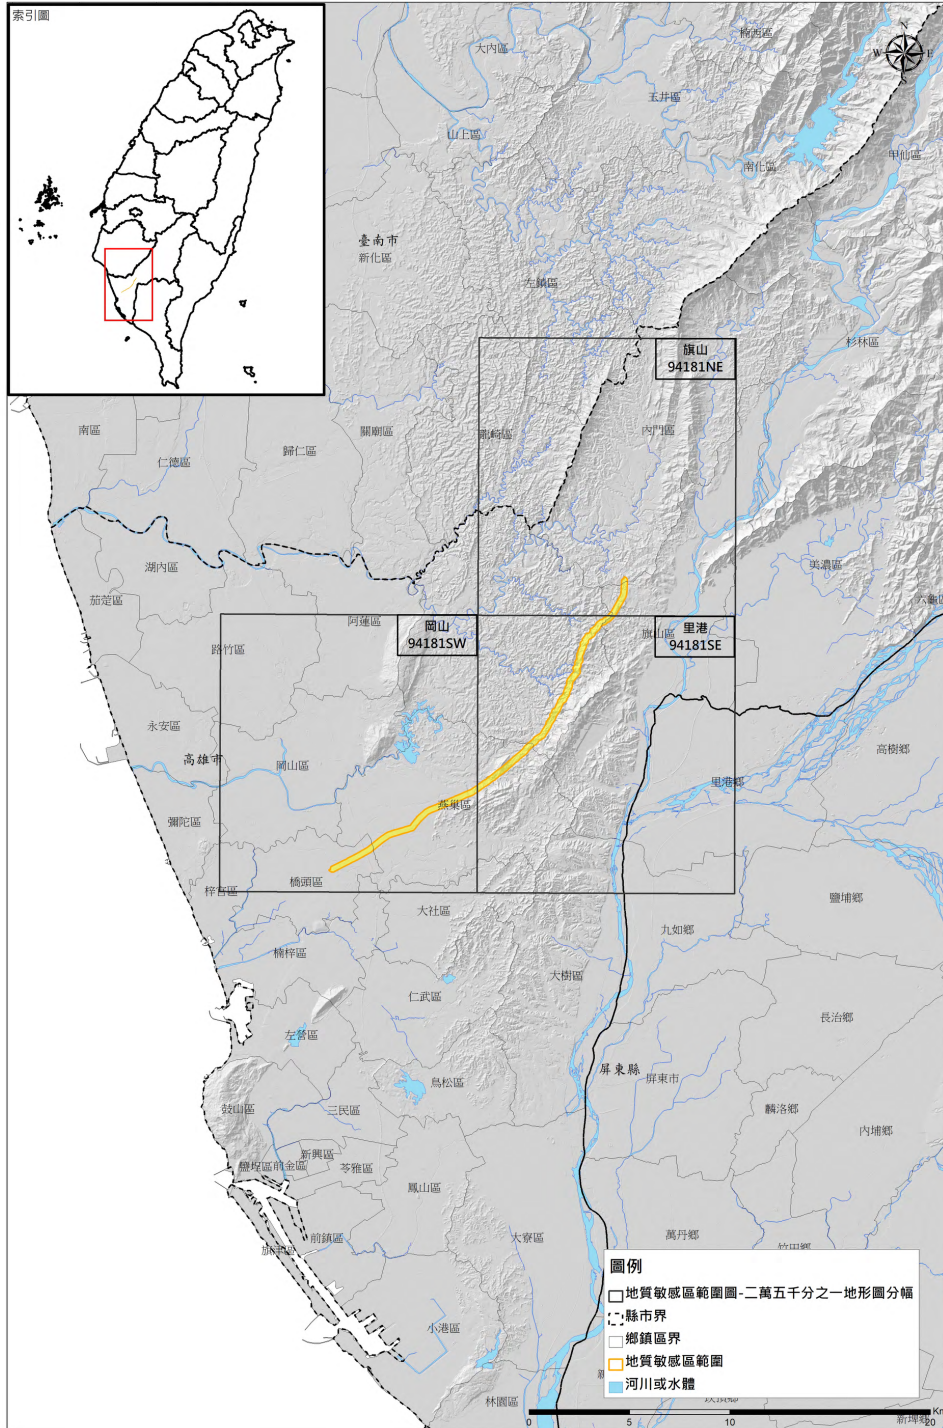 索引圖
N
W
E
S
楠西區
大內區
玉井區
山上區
南化區
甲仙區
臺南市
新化區
左鎮區
杉林區
旗山
94181NE
南區
關廟區
龍崎區
內門區
歸仁區
仁德區
湖內區
美濃區
茄萣區
六龜區
阿蓮區
岡山
94181SW
旗山區
里港
94181SE
路竹區
永安區
高雄市
岡山區
高樹鄉
里港鄉
燕巢區
彌陀區
橋頭區
梓官區
大社區
鹽埔鄉
九如鄉
楠梓區
大樹區
仁武區
長治鄉
左營區
屏東縣
屏東市
鳥松區
鼓山區
三民區
麟洛鄉
內埔鄉
新興區
鹽埕區
前金區
苓雅區
鳳山區
前鎮區
旗津區
大寮區
萬丹鄉
竹田鄉
小港區
林園區
圖例
地質敏感區範圍圖-二萬五千分之一地形圖分幅
縣市界
鄉鎮區界
地質敏感區範圍
河川或水體
新埤鄉
0
5
10
20
Km